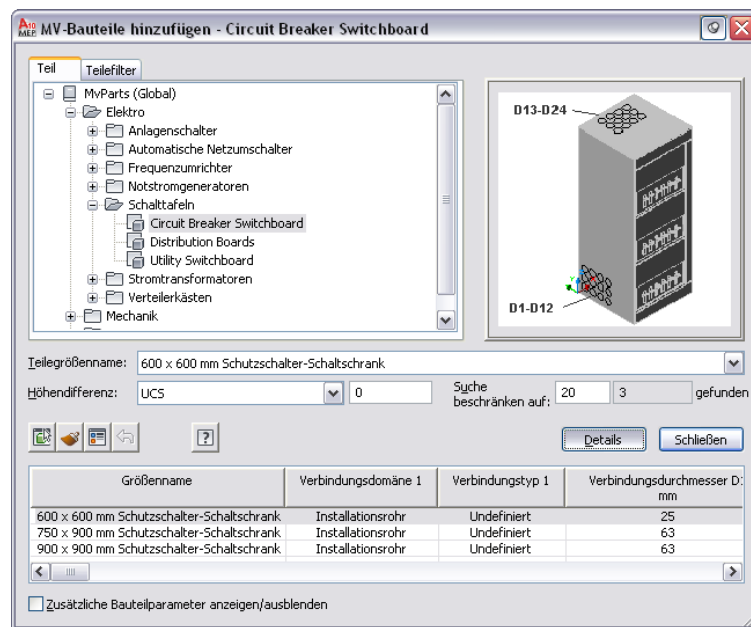 A10
MEP
MV-Bauteile hinzufügen - Circuit Breaker Switchboard
Teil
Teilefilter
MvParts (Global)
Elektro
Anlagenschalter
Automatische Netzumschalter
Frequenzumrichter
Notstromgeneratoren
Schalttafeln
Circuit Breaker Switchboard
Distribution Boards
Utility Switchboard
Stromtransformatoren
Verteilerkästen
Mechanik
D13-D24
D1-D12
Teilegrößenname: 600 x 600 mm Schutzschalter-Schaltschrank
Höhendifferenz: UCS 0 Suche beschränken auf: 20 3 gefunden
? Details Schließen
Größenname Verbindungsdomäne 1 Verbindungstyp 1 Verbindungsdurchmesser D1 mm
600 x 600 mm Schutzschalter-Schaltschrank Installationsrohr Undefiniert 25
750 x 900 mm Schutzschalter-Schaltschrank Installationsrohr Undefiniert 63
900 x 900 mm Schutzschalter-Schaltschrank Installationsrohr Undefiniert 63
Zusätzliche Bauteilparameter anzeigen/ausblenden